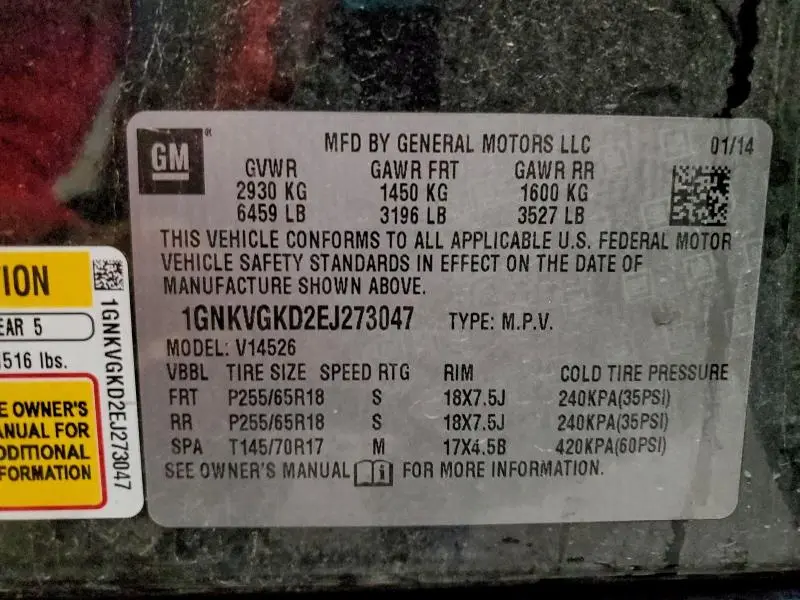 GM
MFD BY GENERAL MOTORS LLC 01/14
GVWR GAWR FRT GAWR RR
2930 KG 1450 KG 1600 KG
6459 LB 3196 LB 3527 LB
THIS VEHICLE CONFORMS TO ALL APPLICABLE U.S. FEDERAL MOTOR
VEHICLE SAFETY STANDARDS IN EFFECT ON THE DATE OF
MANUFACTURE SHOWN ABOVE.
1GNKVGKD2EJ273047 TYPE: M.P.V.
MODEL: V14526
VBBL TIRE SIZE SPEED RTG RIM COLD TIRE PRESSURE
FRT P255/65R18 S 18X7.5J 240KPA(35PSI)
RR P255/65R18 S 18X7.5J 240KPA(35PSI)
SPA T145/70R17 M 17X4.5B 420KPA(60PSI)
SEE OWNER'S MANUAL FOR MORE INFORMATION.
TION
EAR 5
516 lbs.
E OWNER'S
ANUAL FOR
DDITIONAL
FORMATION
1GNKVGKD2EJ273047